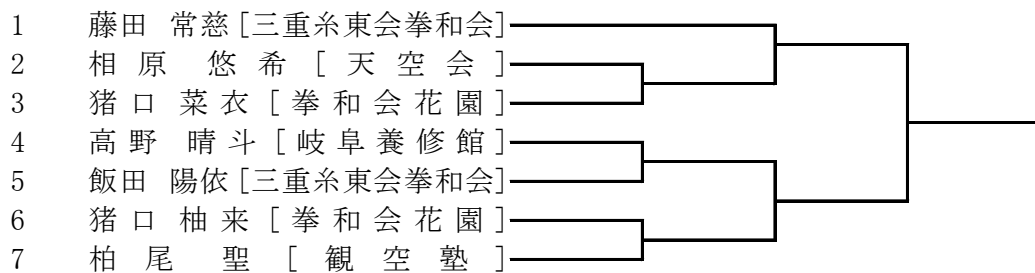 1 藤田 常慈[三重糸東会拳和会]
2 相原 悠希[天空会]
3 猪口 菜衣[拳和会花園]
4 高野 晴斗[岐阜養修館]
5 飯田 陽依[三重糸東会拳和会]
6 猪口 柚来[拳和会花園]
7 柏尾 聖[観空塾]